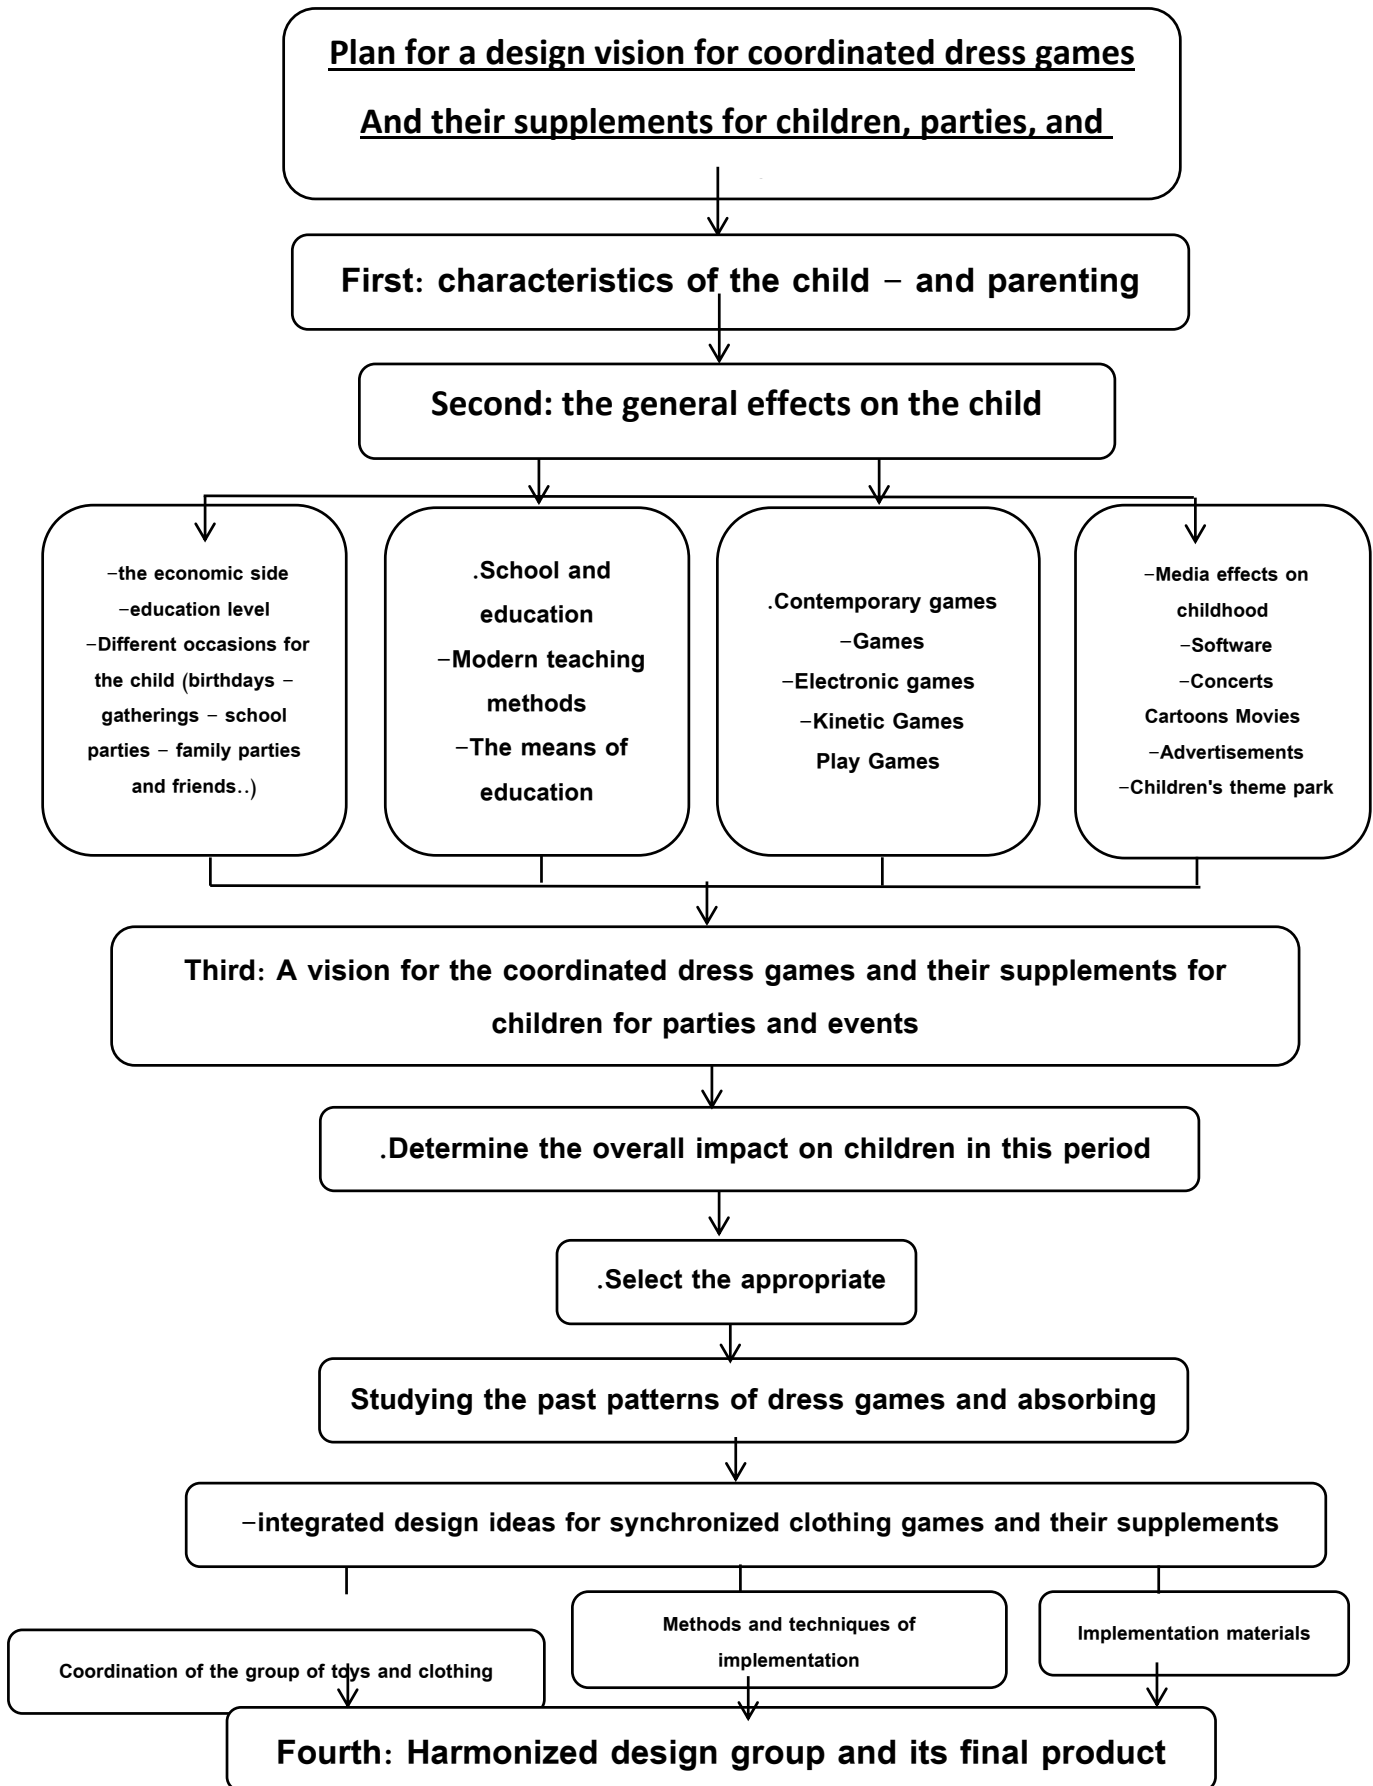 Plan for a design vision for coordinated dress games
And their supplements for children, parties, and
First: characteristics of the child – and parenting
Second: the general effects on the child
–the economic side
–education level
–Different occasions for
the child (birthdays –
gatherings – school
parties – family parties
and friends..)
.School and
education
–Modern teaching
methods
–The means of
education
.Contemporary games
–Games
–Electronic games
–Kinetic Games
Play Games
–Media effects on
childhood
–Software
–Concerts
Cartoons Movies
–Advertisements
–Children's theme park
Third: A vision for the coordinated dress games and their supplements for
children for parties and events
.Determine the overall impact on children in this period
.Select the appropriate
Studying the past patterns of dress games and absorbing
–integrated design ideas for synchronized clothing games and their supplements
Coordination of the group of toys and clothing
Methods and techniques of
implementation
Implementation materials
Fourth: Harmonized design group and its final product